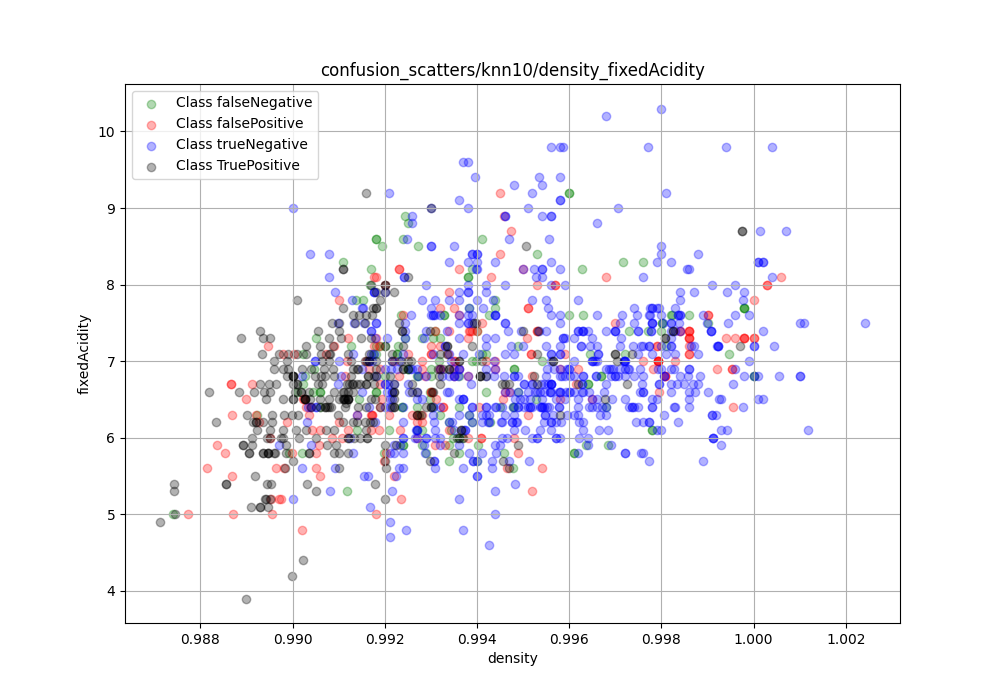 confusion_scatters/knn10/density_fixedAcidity
Class falseNegative
Class falsePositive
Class trueNegative
Class TruePositive
10
9
8
7
6
5
4
fixedAcidity
0.988 0.990 0.992 0.994 0.996 0.998 1.000 1.002
density